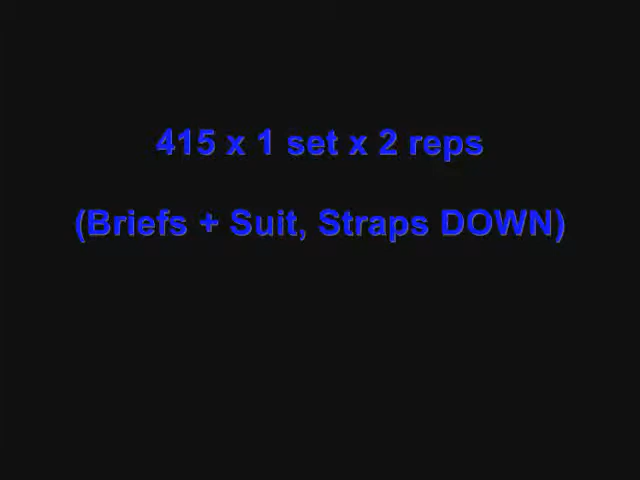 415 x 1 set x 2 reps
(Briefs + Suit, Straps DOWN)